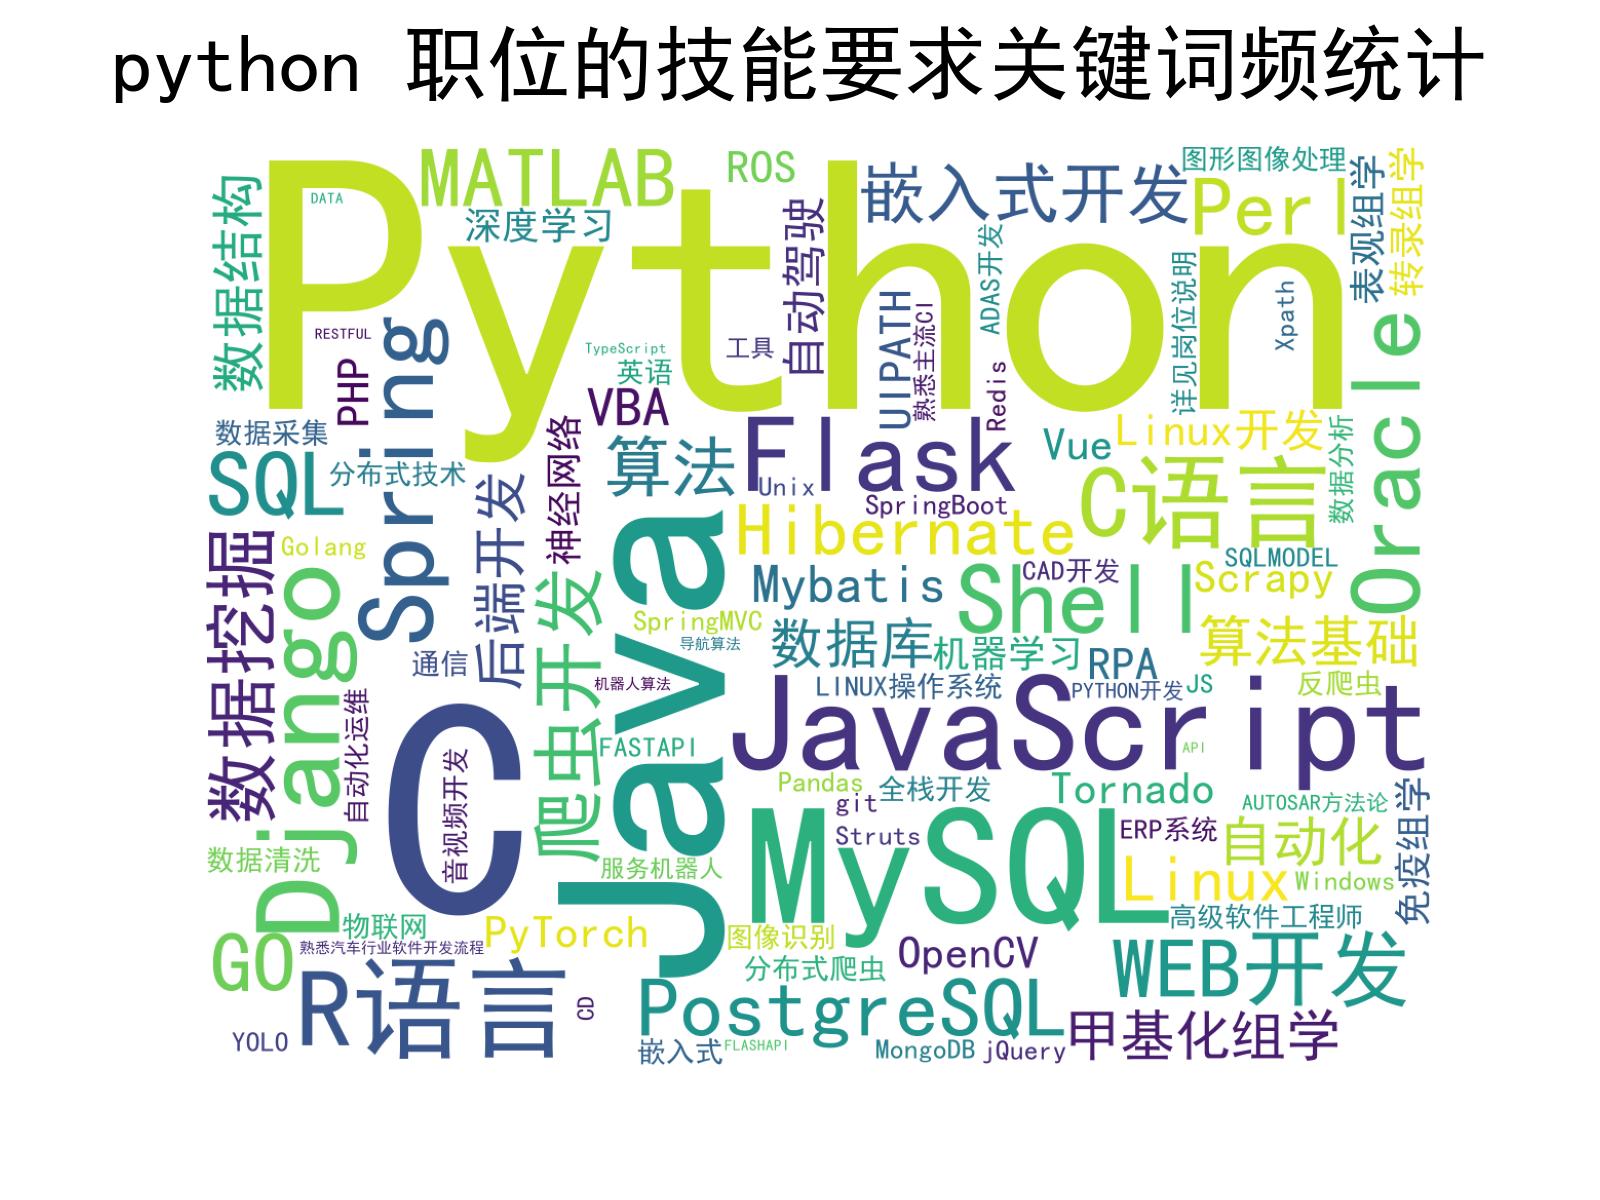 python 职位的技能要求关键词频统计
Python
MATLAB
ROS
嵌入式开发
图形图像处理
Perl
表观组学
转录组学
数据结构
DATA
深度学习
自动驾驶
ADAS开发
详见岗位说明
Xpath
RESTFUL
PHP
Spring
TypeScript
英语
工具
VBA
UIPATH
熟悉主流CI
Redis
Oracle
数据采集
SQL
分布式技术
后端开发
神经网络
算法
Flask
Unix
SpringBoot
Vue
Linux开发
C语言
数据分析
Golang
数据挖掘
Django
Java
Hibernate
SQLMODEL
Mybatis
Shell
CAD开发
Scrapy
爬虫开发
SpringMVC
导航算法
数据库
机器学习
RPA
算法基础
通信
机器人算法
LINUX操作系统
PYTHON开发
JS
反爬虫
自动化运维
C
音视频开发
FASTAPI
JavaScript
API
Pandas
全栈开发
Tornado
AUTOSAR方法论
免疫组学
git
Struts
MySQL
ERP系统
自动化
数据清洗
服务机器人
Linux
Windows
物联网
PyTorch
图像识别
高级软件工程师
GO
熟悉汽车行业软件开发流程
OpenCV
WEB开发
R语言
CD
分布式爬虫
PostgreSQL
甲基化组学
YOLO
嵌入式
FLASHAPI
MongoDB
jQuery